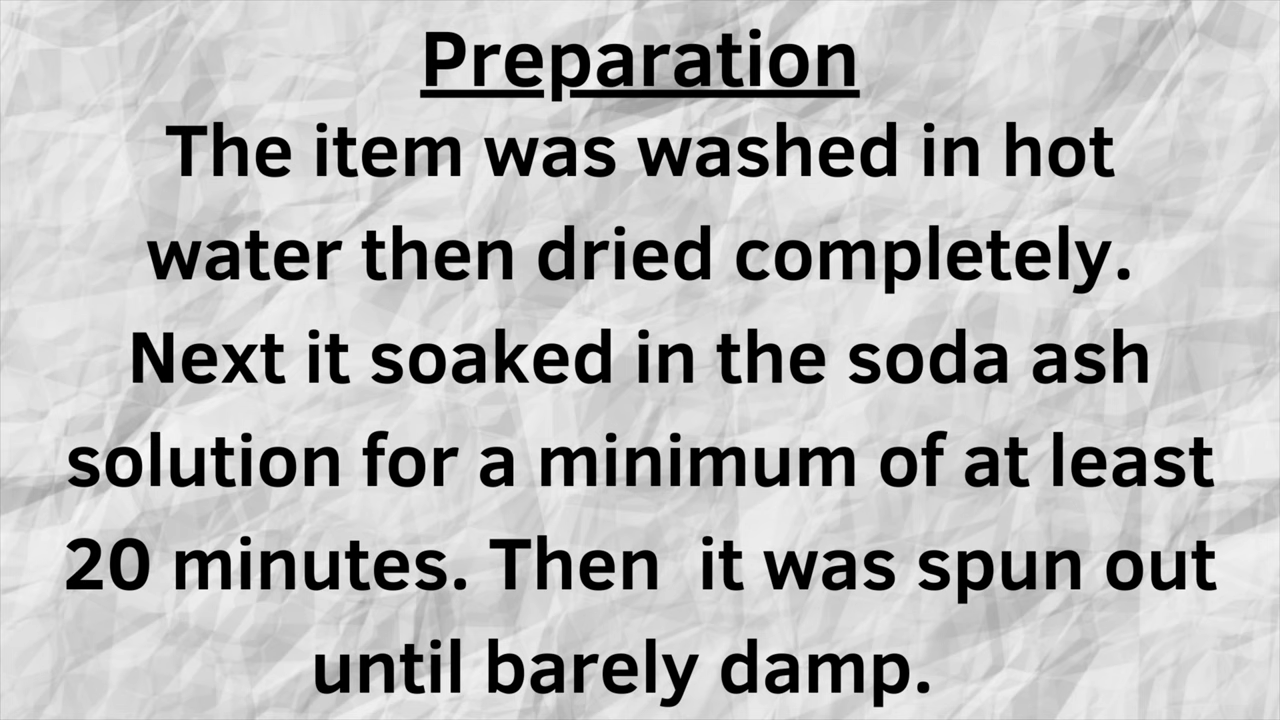 Preparation
The item was washed in hot
water then dried completely.
Next it soaked in the soda ash
solution for a minimum of at least
20 minutes. Then  it was spun out
until barely damp.